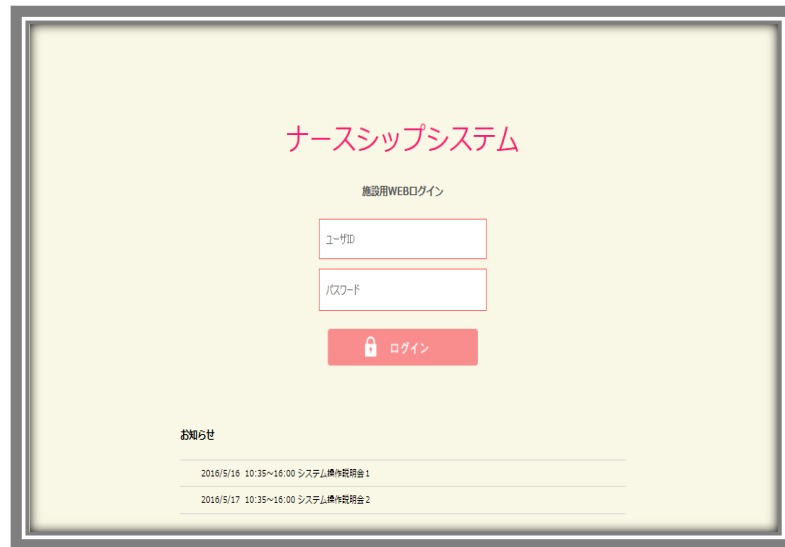 ナースシップシステム
施設用WEBログイン
ユーザID
パスワード
ログイン
お知らせ
2016/5/16 10:35～16:00 システム操作説明会1
2016/5/17 10:35～16:00 システム操作説明会2